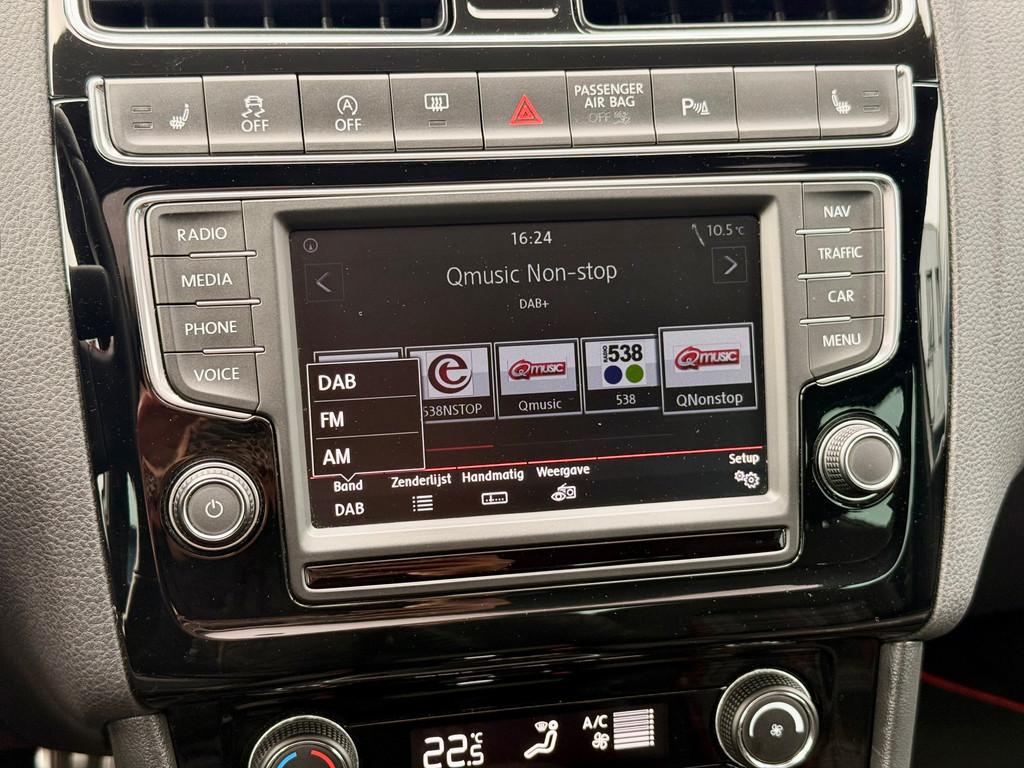 OFF
A
OFF
PASSENGER
AIR BAG
OFF
P
RADIO
MEDIA
PHONE
VOICE
NAV
TRAFFIC
CAR
MENU
16:24
10.5 °C
Qmusic Non-stop
DAB+
538NSTOP
Qmusic
Qmusic
RADIO 538
538
Qmusic
QNonstop
DAB
FM
AM
Band
DAB
Zenderlijst
Handmatig
Weergave
Setup
22.5 °C
A/C